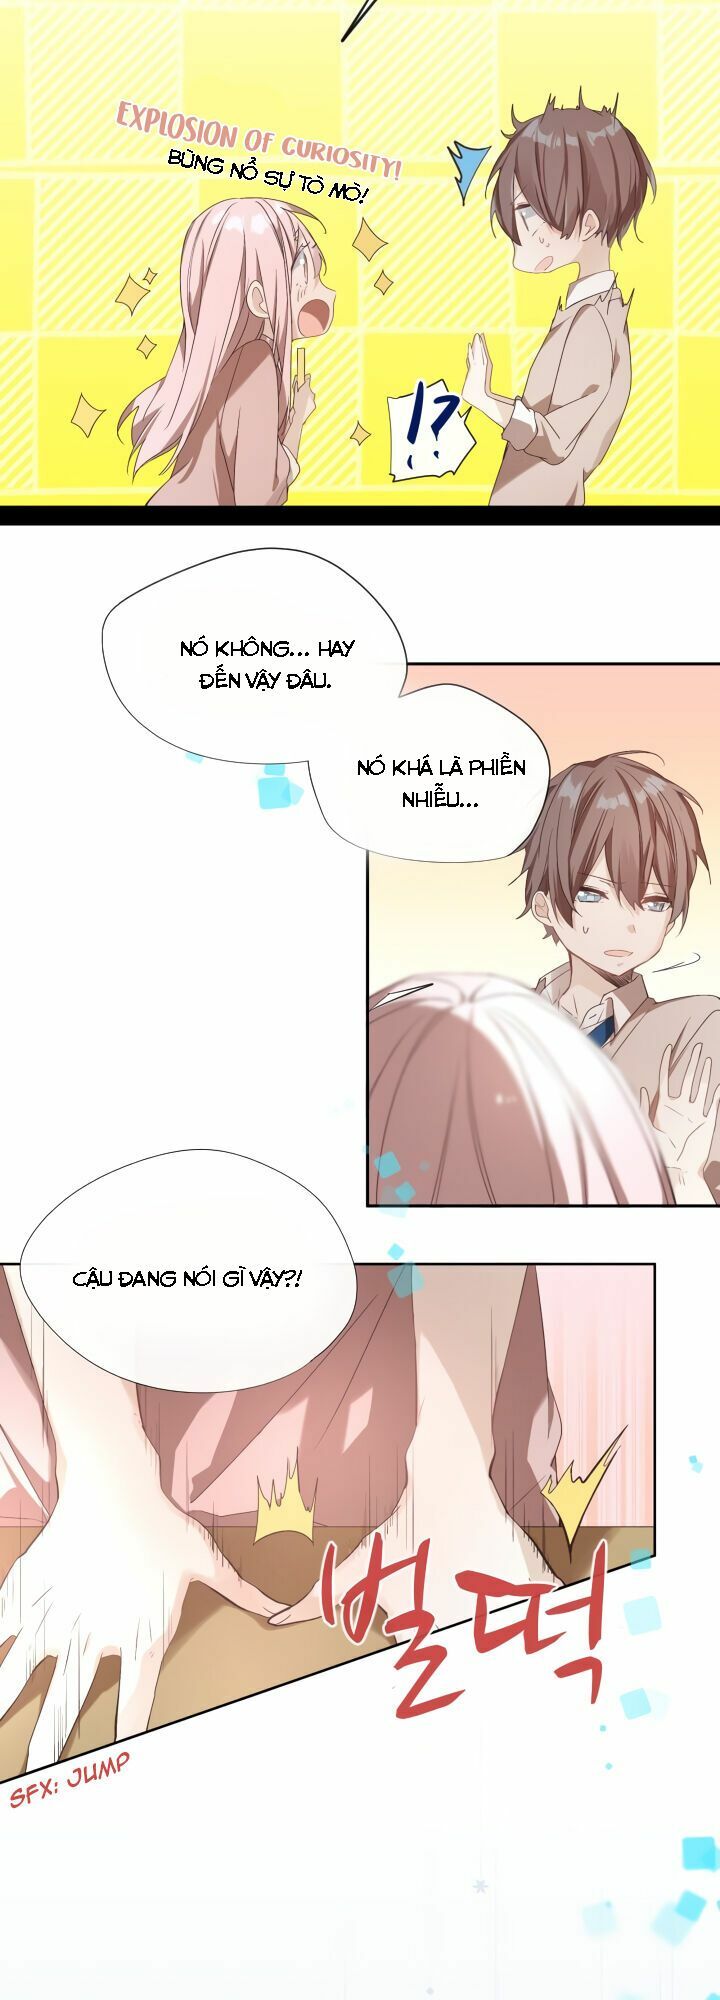 EXPLOSION OF CURIOSITY!
BÙNG NỔ SỰ TÒ MÒ!
!?
NÓ KHÔNG... HAY
ĐẾN VẬY ĐÂU.
NÓ KHÁ LÀ PHIỀN
NHIỄU...
CẬU ĐANG NÓI GÌ VẬY?!
벌떡
SFX: JUMP